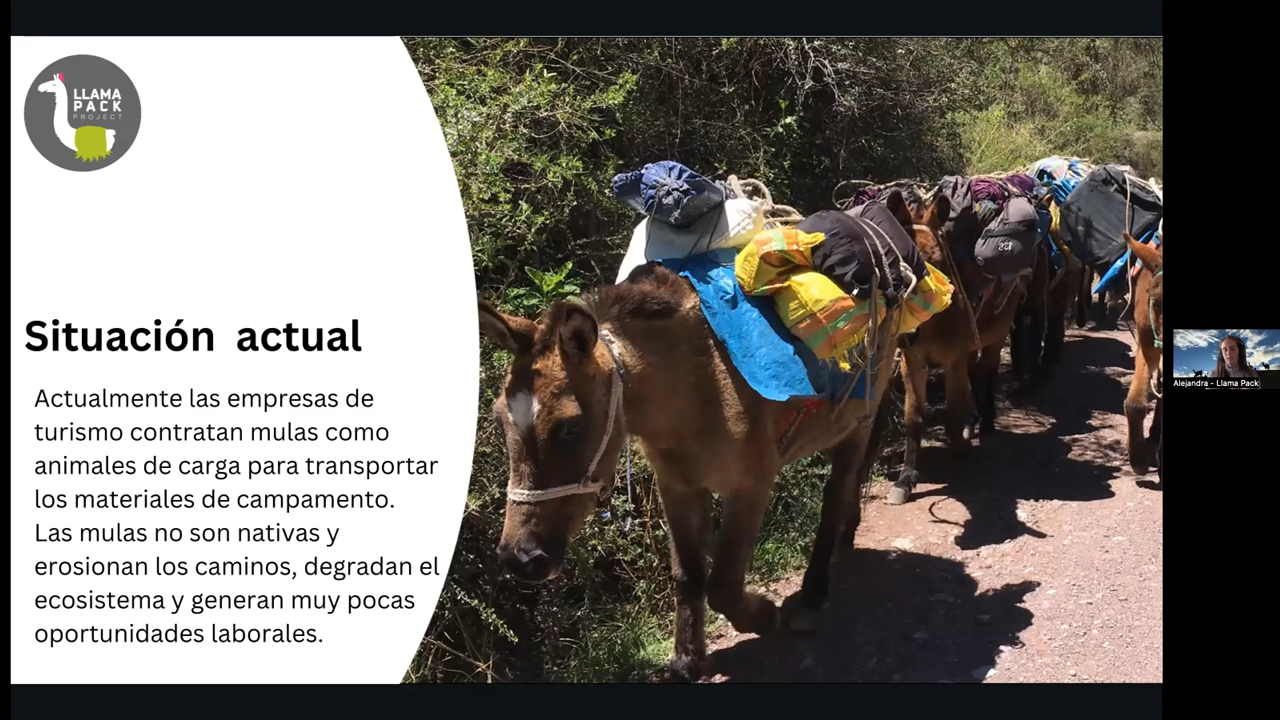 LLAMA
PACK
PROJECT
Situación actual
Actualmente las empresas de
turismo contratan mulas como
animales de carga para transportar
los materiales de campamento.
Las mulas no son nativas y
erosionan los caminos, degradan el
ecosistema y generan muy pocas
oportunidades laborales.
Alejandra - Llama Pack